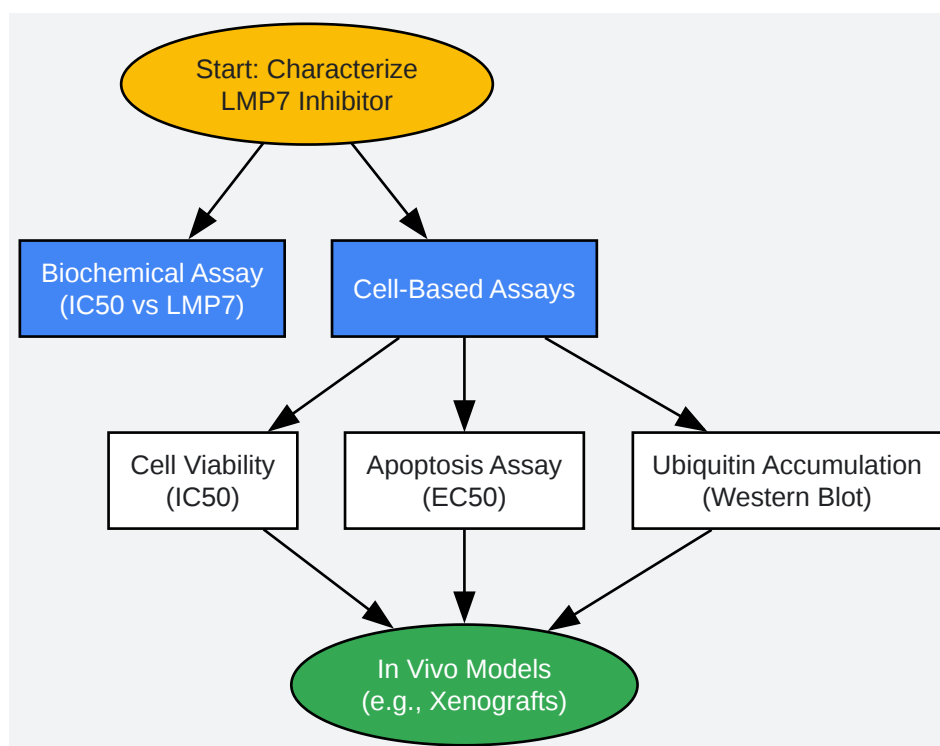 Start: Characterize
LMP7 Inhibitor
Biochemical Assay
(IC50 vs LMP7)
Cell-Based Assays
Cell Viability
(IC50)
Apoptosis Assay
(EC50)
Ubiquitin Accumulation
(Western Blot)
In Vivo Models
(e.g., Xenografts)